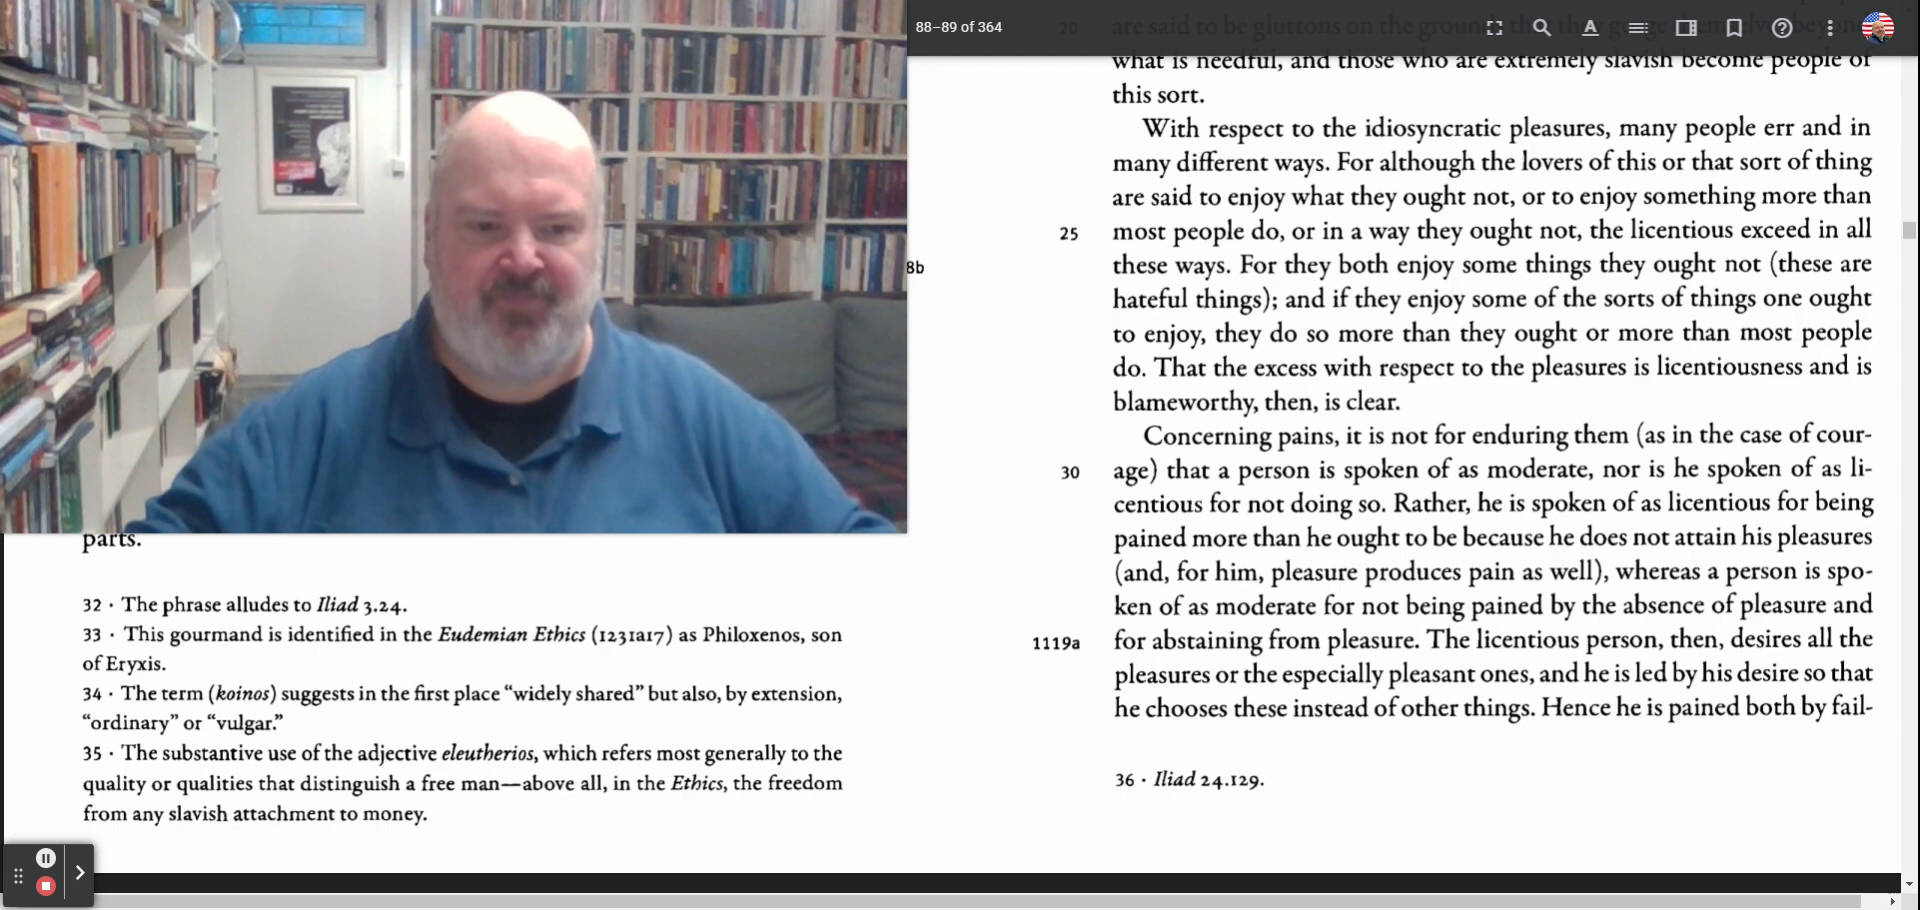 88–89 of 364
20 are said to be gluttons on the ground that they gorge themselves beyond
what is needful, and those who are extremely slavish become people of
this sort.
With respect to the idiosyncratic pleasures, many people err and in
many different ways. For although the lovers of this or that sort of thing
are said to enjoy what they ought not, or to enjoy something more than
25 most people do, or in a way they ought not, the licentious exceed in all
these ways. For they both enjoy some things they ought not (these are
hateful things); and if they enjoy some of the sorts of things one ought
to enjoy, they do so more than they ought or more than most people
do. That the excess with respect to the pleasures is licentiousness and is
blameworthy, then, is clear.
Concerning pains, it is not for enduring them (as in the case of cour-
30 age) that a person is spoken of as moderate, nor is he spoken of as li-
centious for not doing so. Rather, he is spoken of as licentious for being
pained more than he ought to be because he does not attain his pleasures
(and, for him, pleasure produces pain as well), whereas a person is spo-
ken of as moderate for not being pained by the absence of pleasure and
1119a for abstaining from pleasure. The licentious person, then, desires all the
pleasures or the especially pleasant ones, and he is led by his desire so that
he chooses these instead of other things. Hence he is pained both by fail-
36 · Iliad 24.129.
8b
parts.
32 · The phrase alludes to Iliad 3.24.
33 · This gourmand is identified in the Eudemian Ethics (1231a17) as Philoxenos, son
of Eryxis.
34 · The term (koinos) suggests in the first place “widely shared” but also, by extension,
“ordinary” or “vulgar.”
35 · The substantive use of the adjective eleutherios, which refers most generally to the
quality or qualities that distinguish a free man—above all, in the Ethics, the freedom
from any slavish attachment to money.